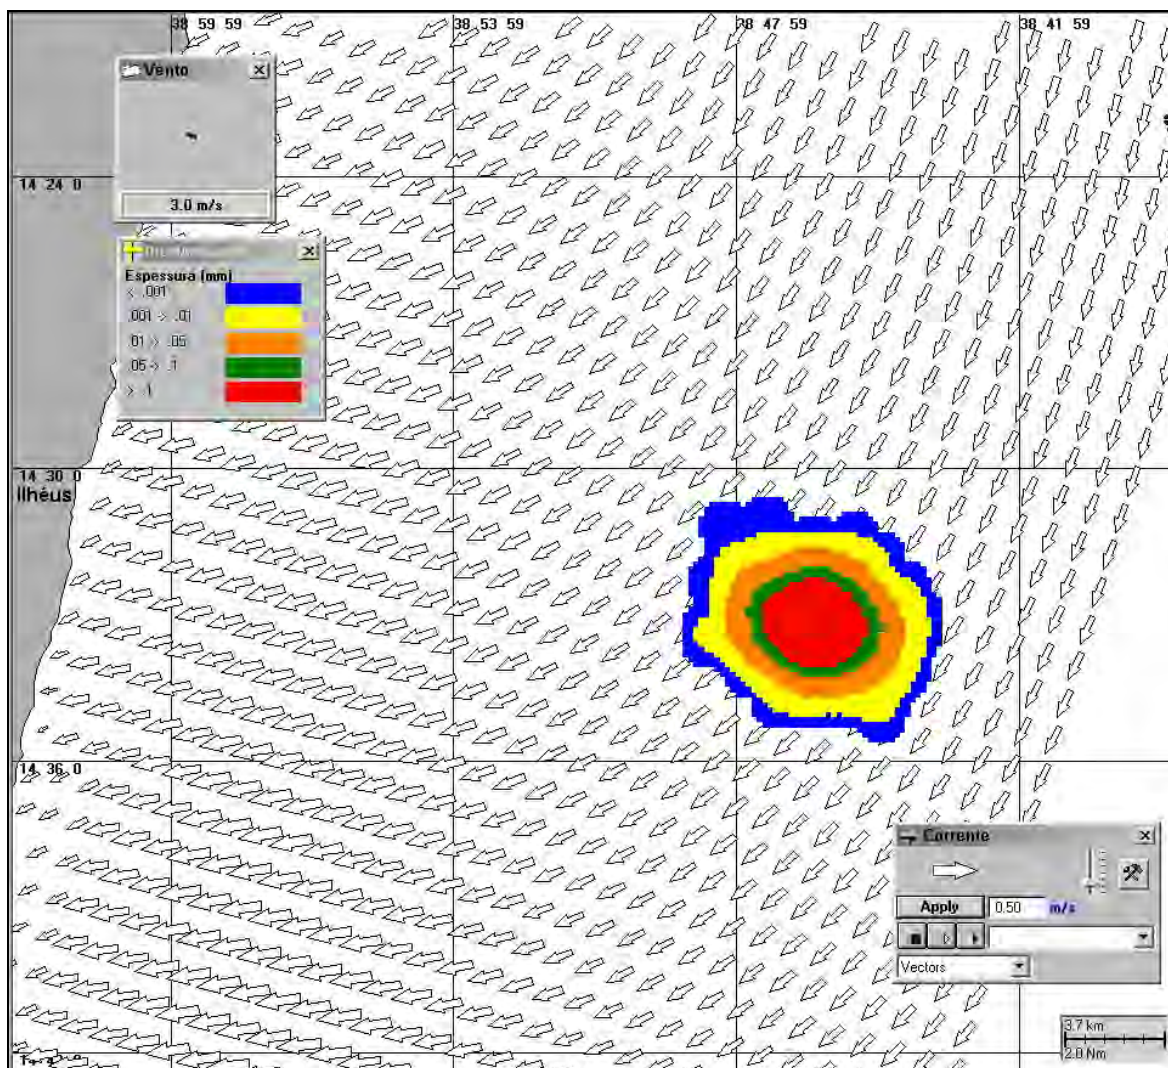 38 59 59
38 53 59
38 47 59
38 41 59
Vento
3.0 m/s
14 24 0
Espessura (mm)
< .001
.001 -> .01
.01 -> .05
.05 -> .1
> .1
14 30 0
Ilhéus
14 36 0
Corrente
Apply
0.50
m/s
Vectors
3.7 km
2.0 Nm